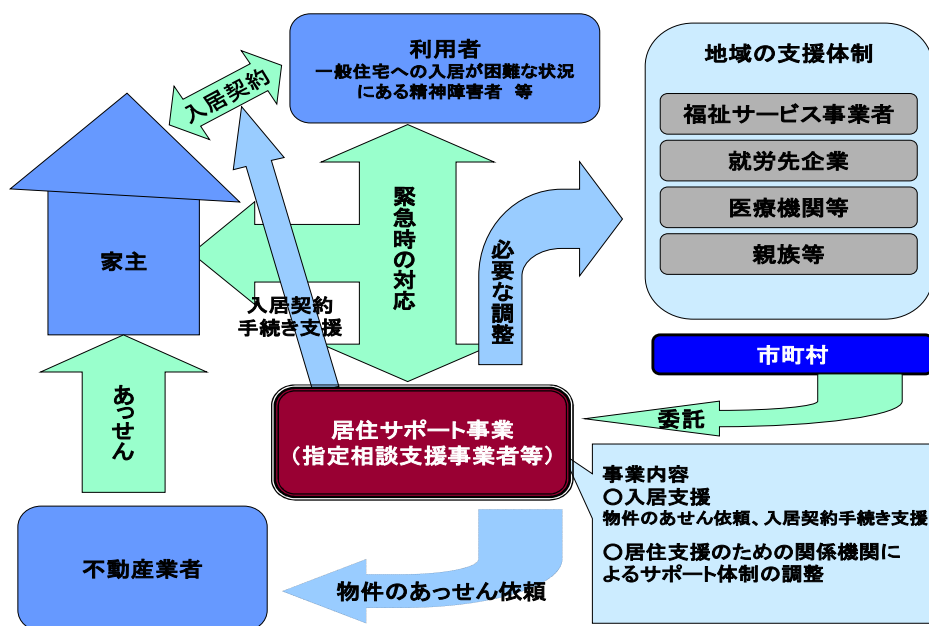 利用者
一般住宅への入居が困難な状況
にある精神障害者　等
入居契約
地域の支援体制
福祉サービス事業者
就労先企業
医療機関等
親族等
家主
緊急時の対応
必要な調整
入居契約
手続き支援
市町村
あっせん
居住サポート事業
（指定相談支援事業者等）
委託
事業内容
〇入居支援
物件のあせん依頼、入居契約手続き支援
〇居住支援のための関係機関に
よるサポート体制の調整
不動産業者
物件のあっせん依頼